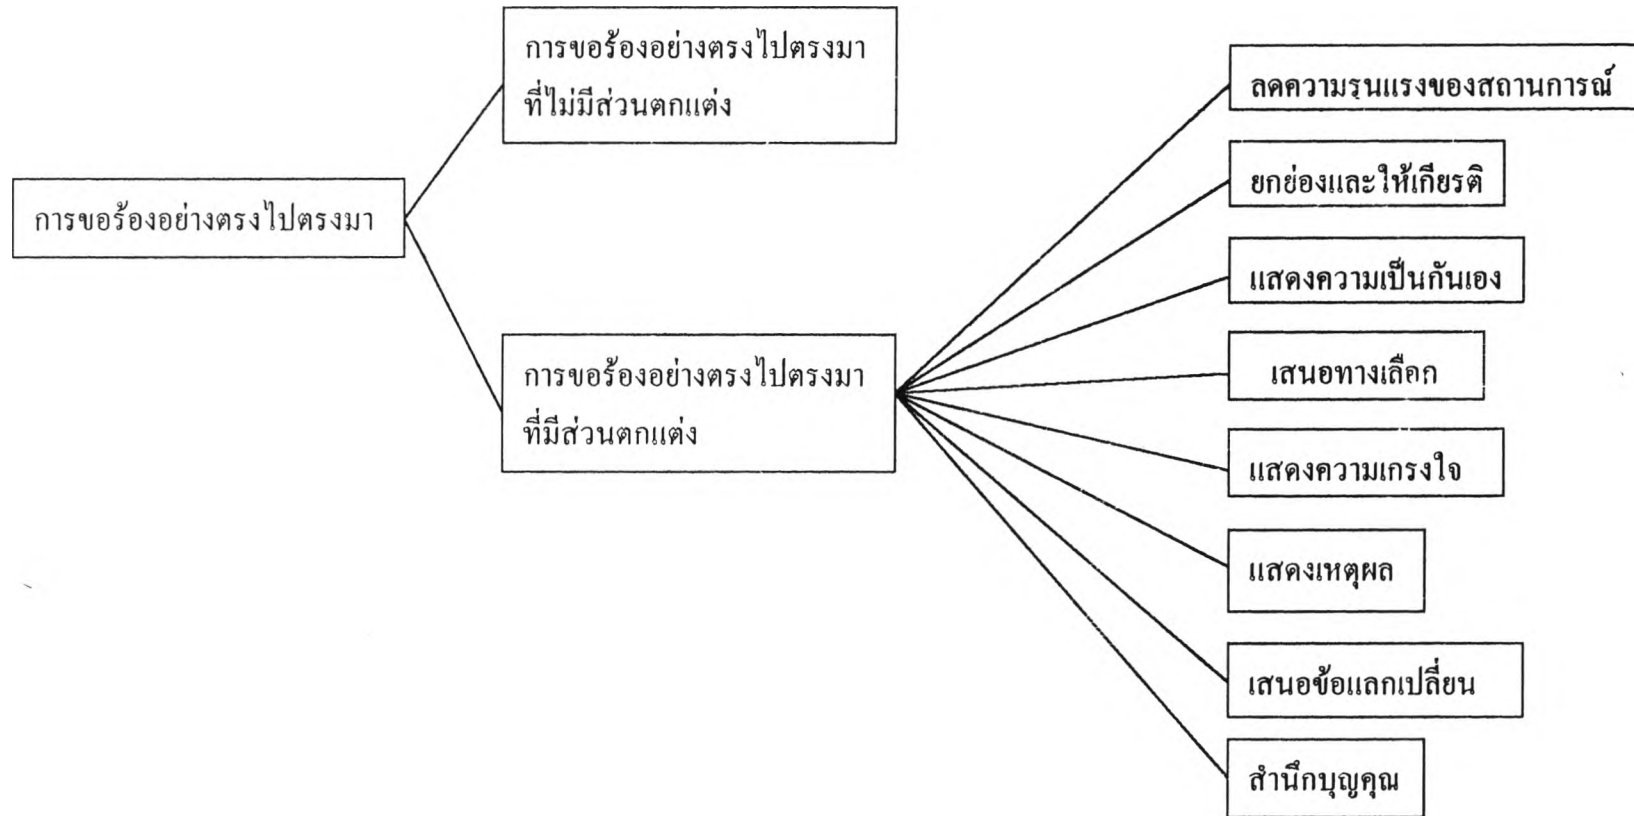 การขอร้องอย่างตรงไปตรงมา
การขอร้องอย่างตรงไปตรงมา
ที่ไม่มีส่วนตกแต่ง
การขอร้องอย่างตรงไปตรงมา
ที่มีส่วนตกแต่ง
ลดความรุนแรงของสถานการณ์
ยกย่องและให้เกียรติ
แสดงความเป็นกันเอง
เสนอทางเลือก
แสดงความเกรงใจ
แสดงเหตุผล
เสนอข้อแลกเปลี่ยน
สำนึกบุญคุณ